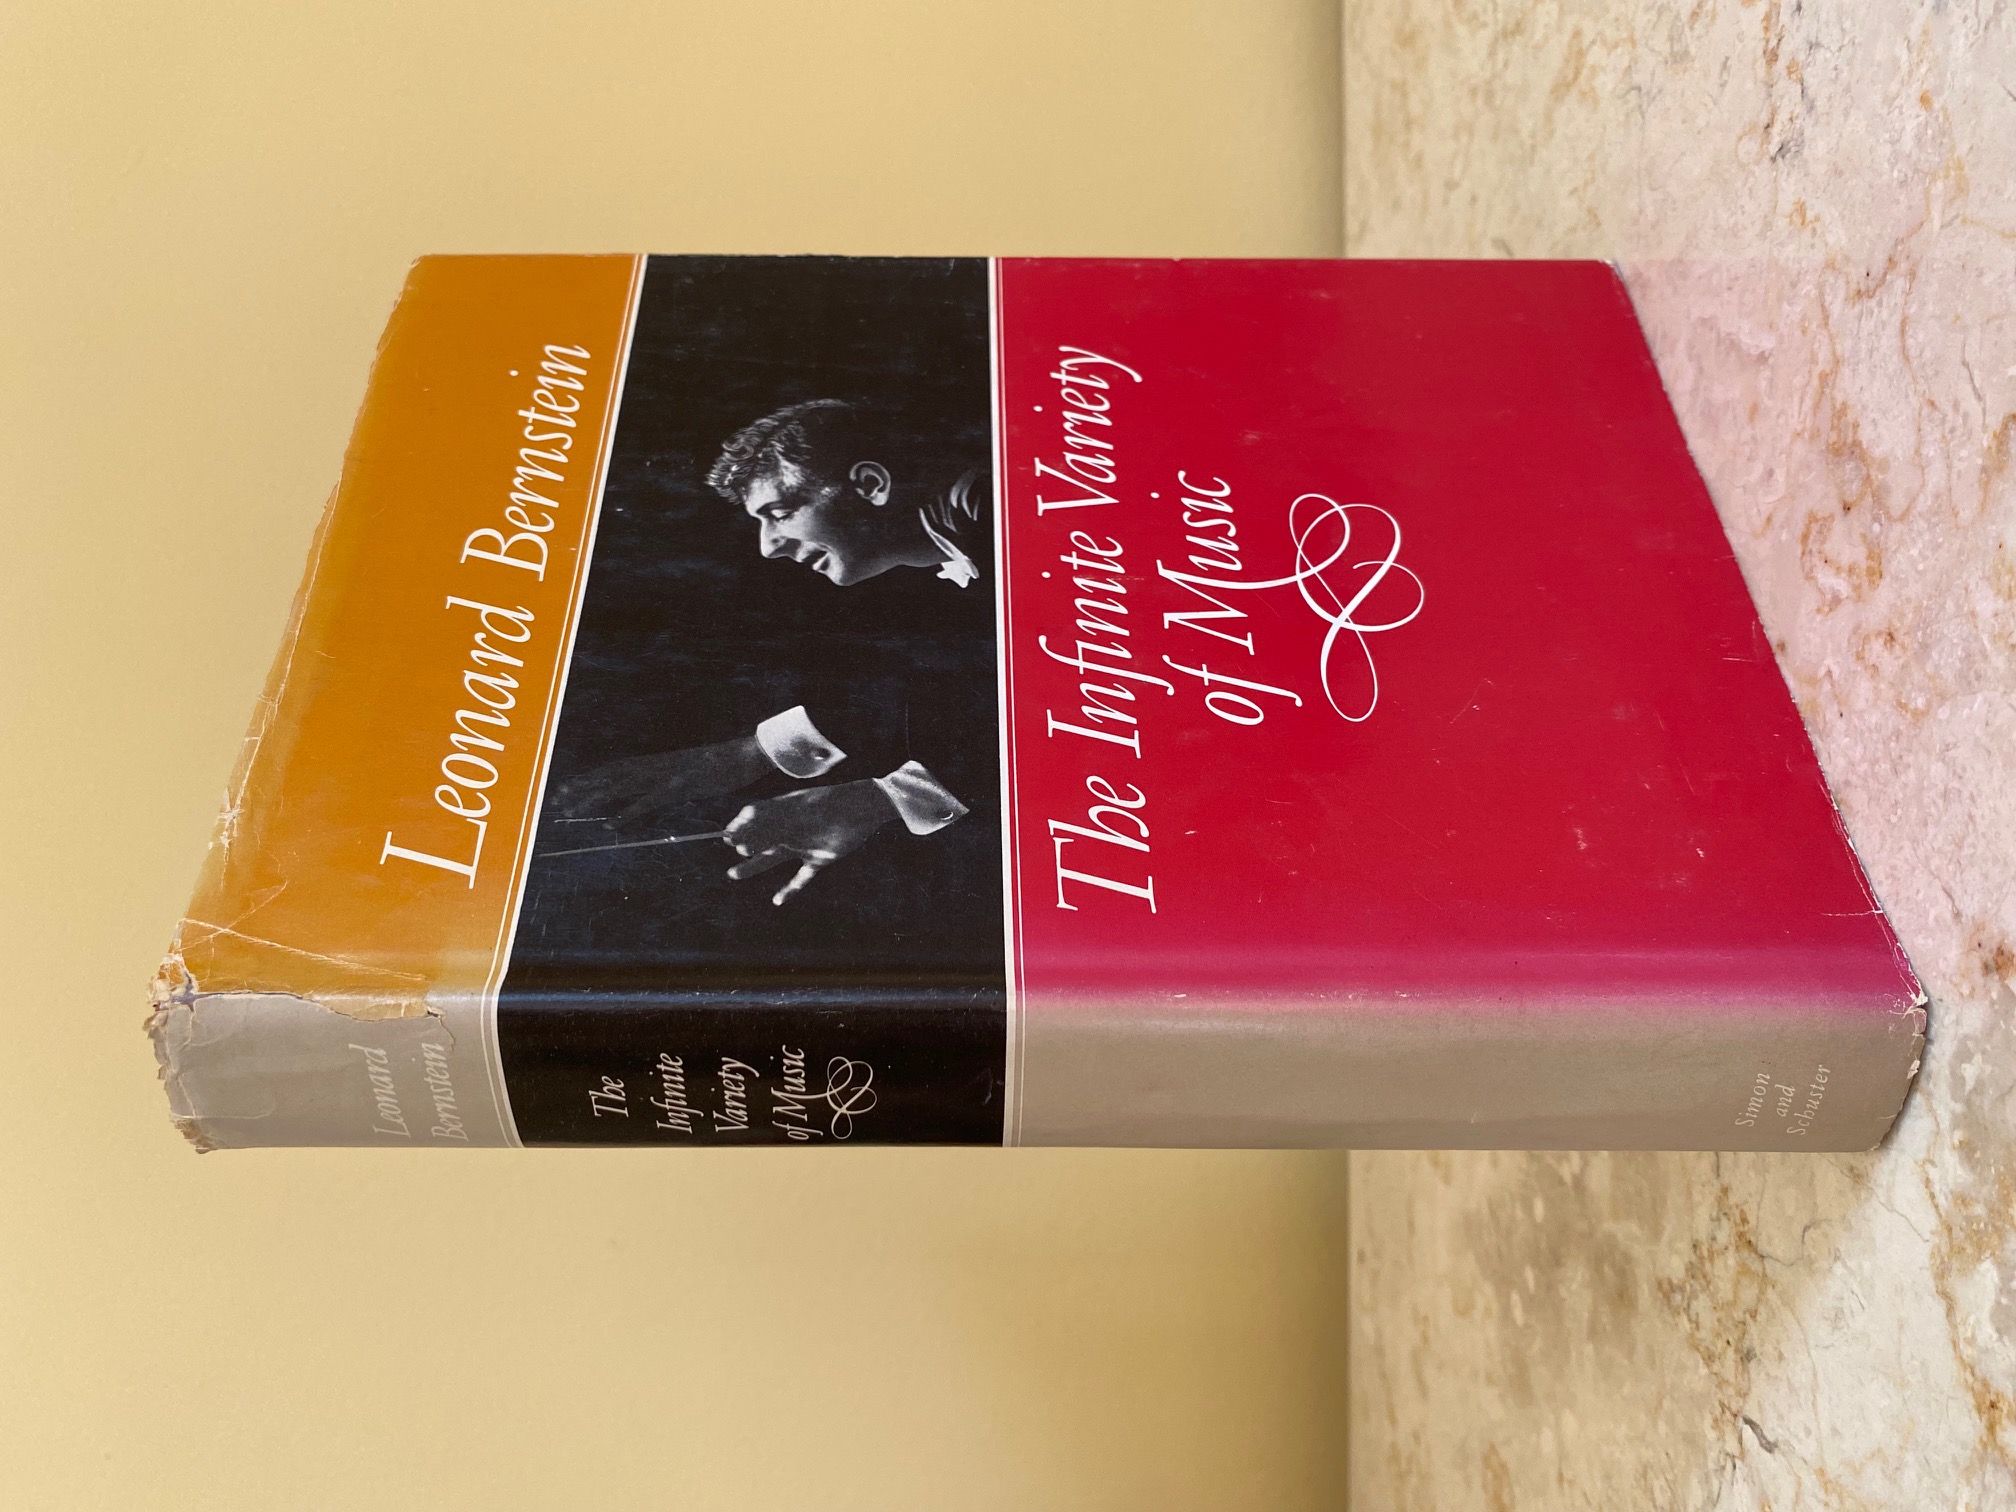 Leonard Bernstein
The Infinite Variety
of Music
Leonard
Bernstein
The
Infinite
Variety
of Music
Simon
and
Schuster